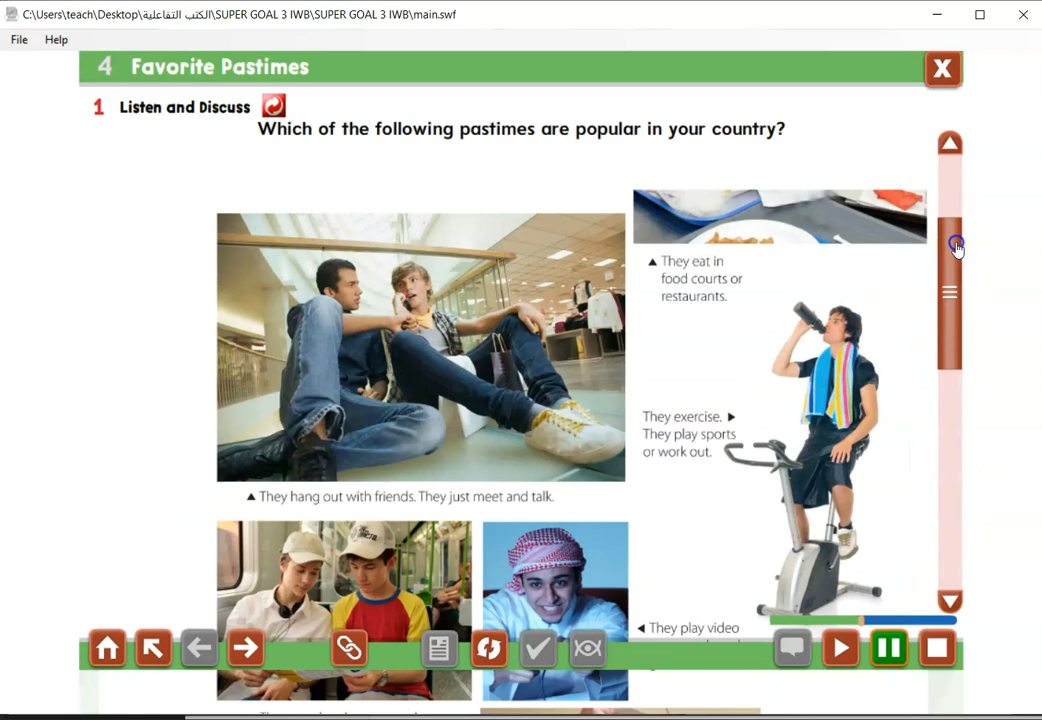 C:\Users\teach\Desktop\الكتب التفاعلية\SUPER GOAL 3 IWB\SUPER GOAL 3 IWB\main.swf
File Help
4 Favorite Pastimes
X
1 Listen and Discuss
Which of the following pastimes are popular in your country?
They eat in
food courts or
restaurants.
They exercise.
They play sports
or work out.
They hang out with friends. They just meet and talk.
They play video